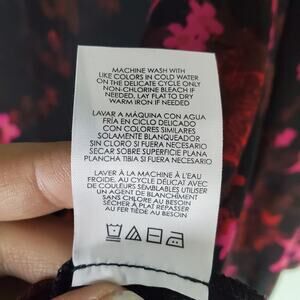 MACHINE WASH WITH
LIKE COLORS IN COLD WATER
ON THE DELICATE CYCLE ONLY
NON-CHLORINE BLEACH IF
NEEDED, LAY FLAT TO DRY
WARM IRON IF NEEDED
LAVAR A MÁQUINA CON AGUA
FRÍA EN CICLO DELICADO
CON COLORES SIMILARES
SOLAMENTE BLANQUEADOR
SIN CLORO SI FUERA NECESARIO
SECAR SOBRE SUPERFICIE PLANA
PLANCHA TIBIA SI FUERA NECESARIO
LAVER À LA MACHINE À L'EAU
FROIDE, AU CYCLE DÉLICAT AVEC
DE COULEURS SEMBLABLES UTILISER
UN AGENT DE BLANCHIMENT
SANS CHLORE AU BESOIN
SÉCHER À PLAT REPASSER
AU FER TIÈDE AU BESOIN